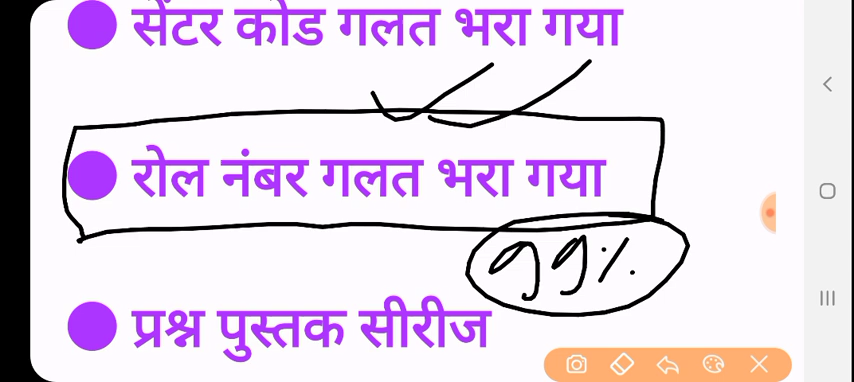 सेंटर कोड गलत भरा गया
रोल नंबर गलत भरा गया
99%
प्रश्न पुस्तक सीरीज